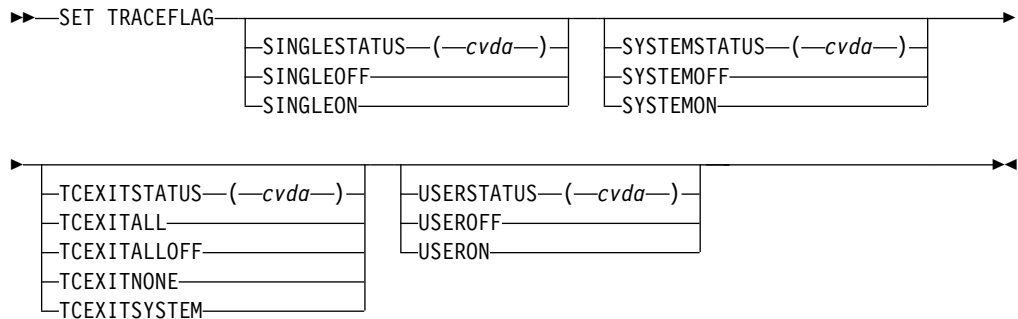 SET TRACEFLAG
SINGLESTATUS ( cvda )
SINGLEOFF
SINGLEON
SYSTEMSTATUS ( cvda )
SYSTEMOFF
SYSTEMON
TCEXITSTATUS ( cvda )
TCEXITALL
TCEXITALLOFF
TCEXITNONE
TCEXITSYSTEM
USERSTATUS ( cvda )
USEROFF
USERON